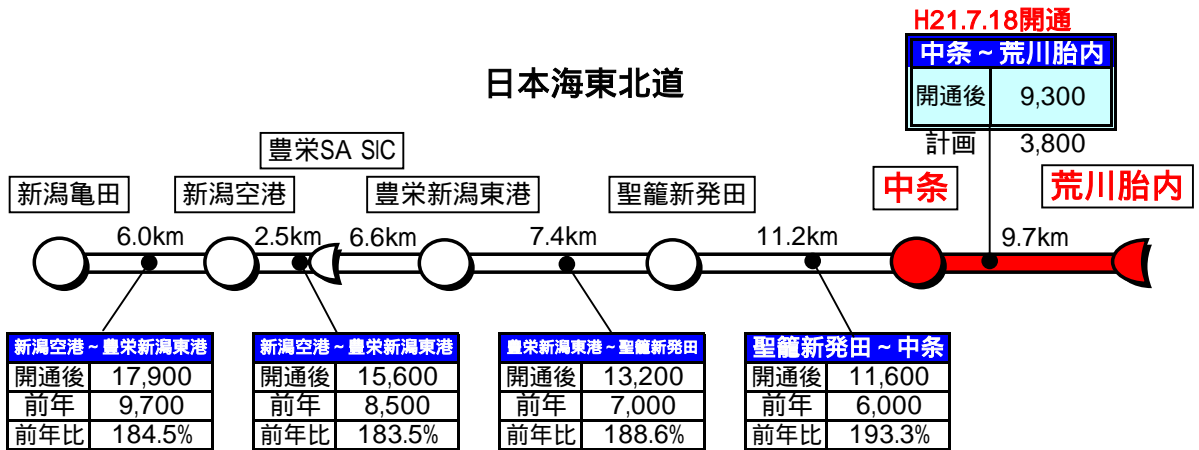 H21.7.18開通
中条~荒川胎内
開通後 9,300
計画 3,800
日本海東北道
豊栄SA SIC
新潟亀田
新潟空港
豊栄新潟東港
聖籠新発田
中条
荒川胎内
6.0km
2.5km
6.6km
7.4km
11.2km
9.7km
新潟空港~豊栄新潟東港
開通後 17,900
前年 9,700
前年比 184.5%
新潟空港~豊栄新潟東港
開通後 15,600
前年 8,500
前年比 183.5%
豊栄新潟東港~聖籠新発田
開通後 13,200
前年 7,000
前年比 188.6%
聖籠新発田~中条
開通後 11,600
前年 6,000
前年比 193.3%